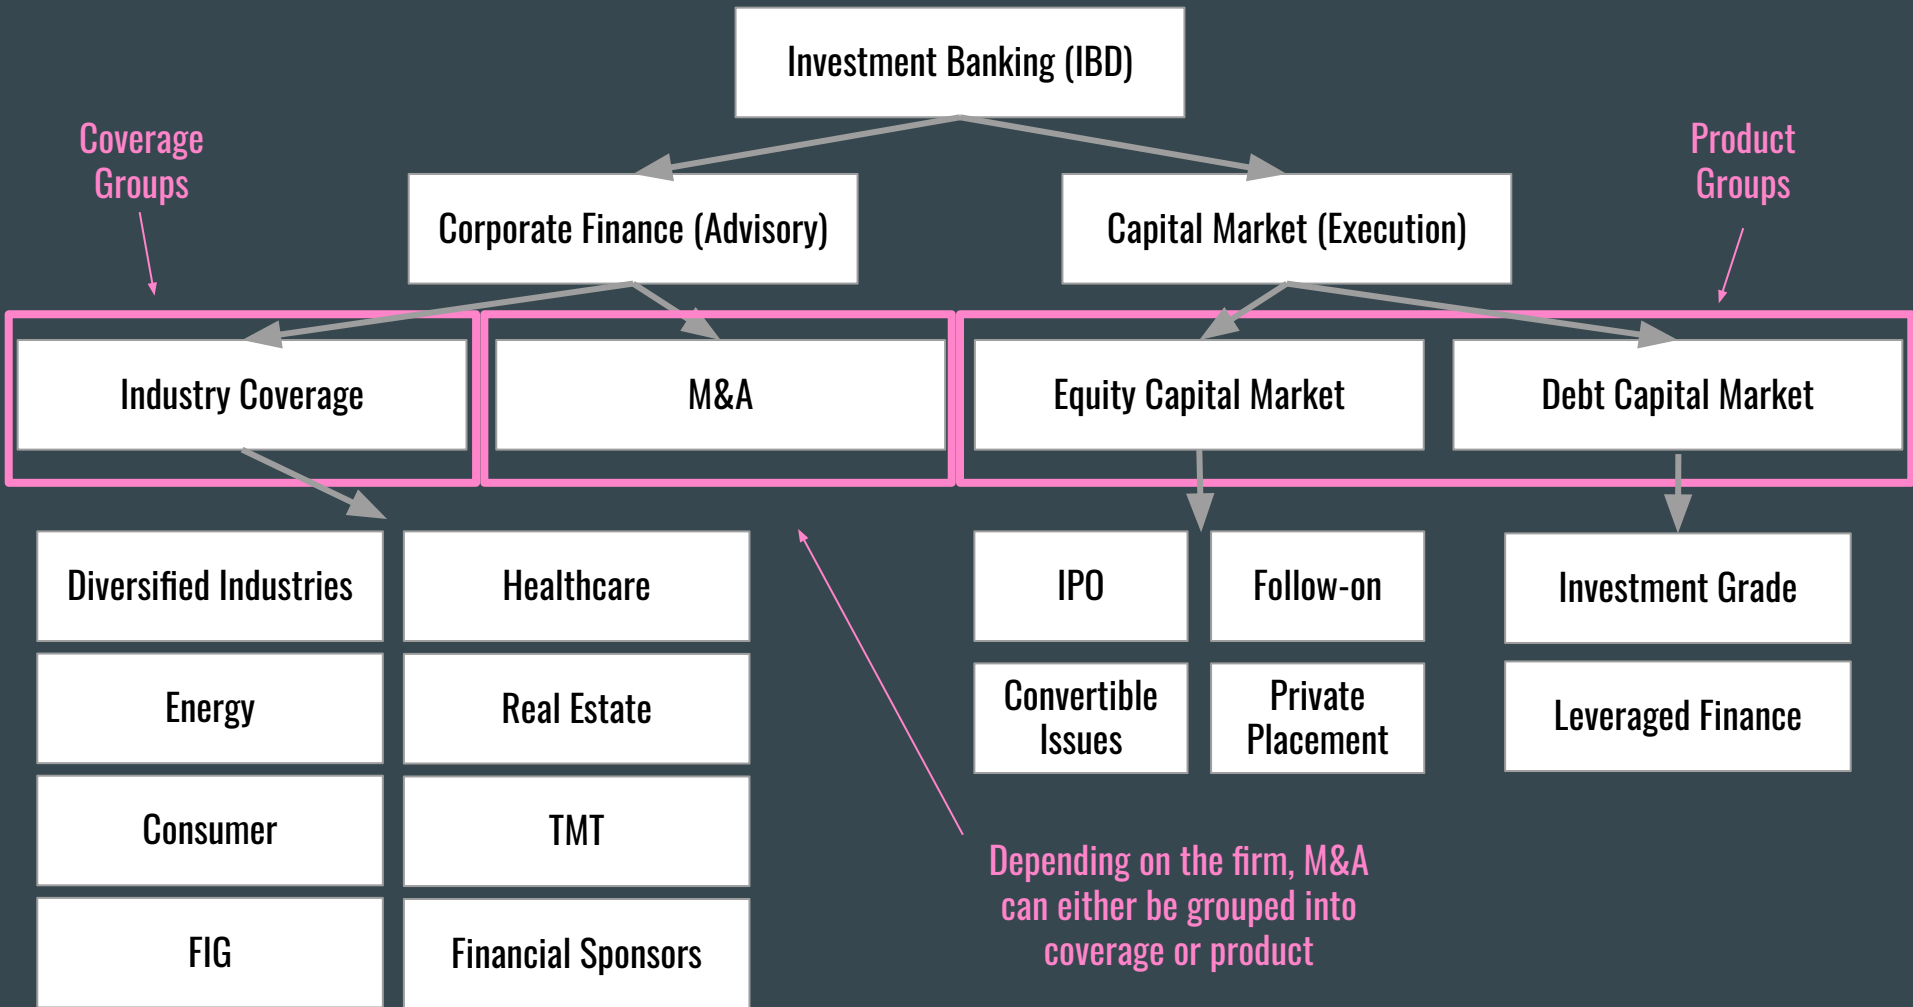 Investment Banking (IBD)
Coverage
Groups
Product
Groups
Corporate Finance (Advisory)
Capital Market (Execution)
Industry Coverage
M&A
Equity Capital Market
Debt Capital Market
Diversified Industries
Healthcare
IPO
Follow-on
Investment Grade
Energy
Real Estate
Convertible
Issues
Private
Placement
Leveraged Finance
Consumer
TMT
Depending on the firm, M&A
can either be grouped into
coverage or product
FIG
Financial Sponsors